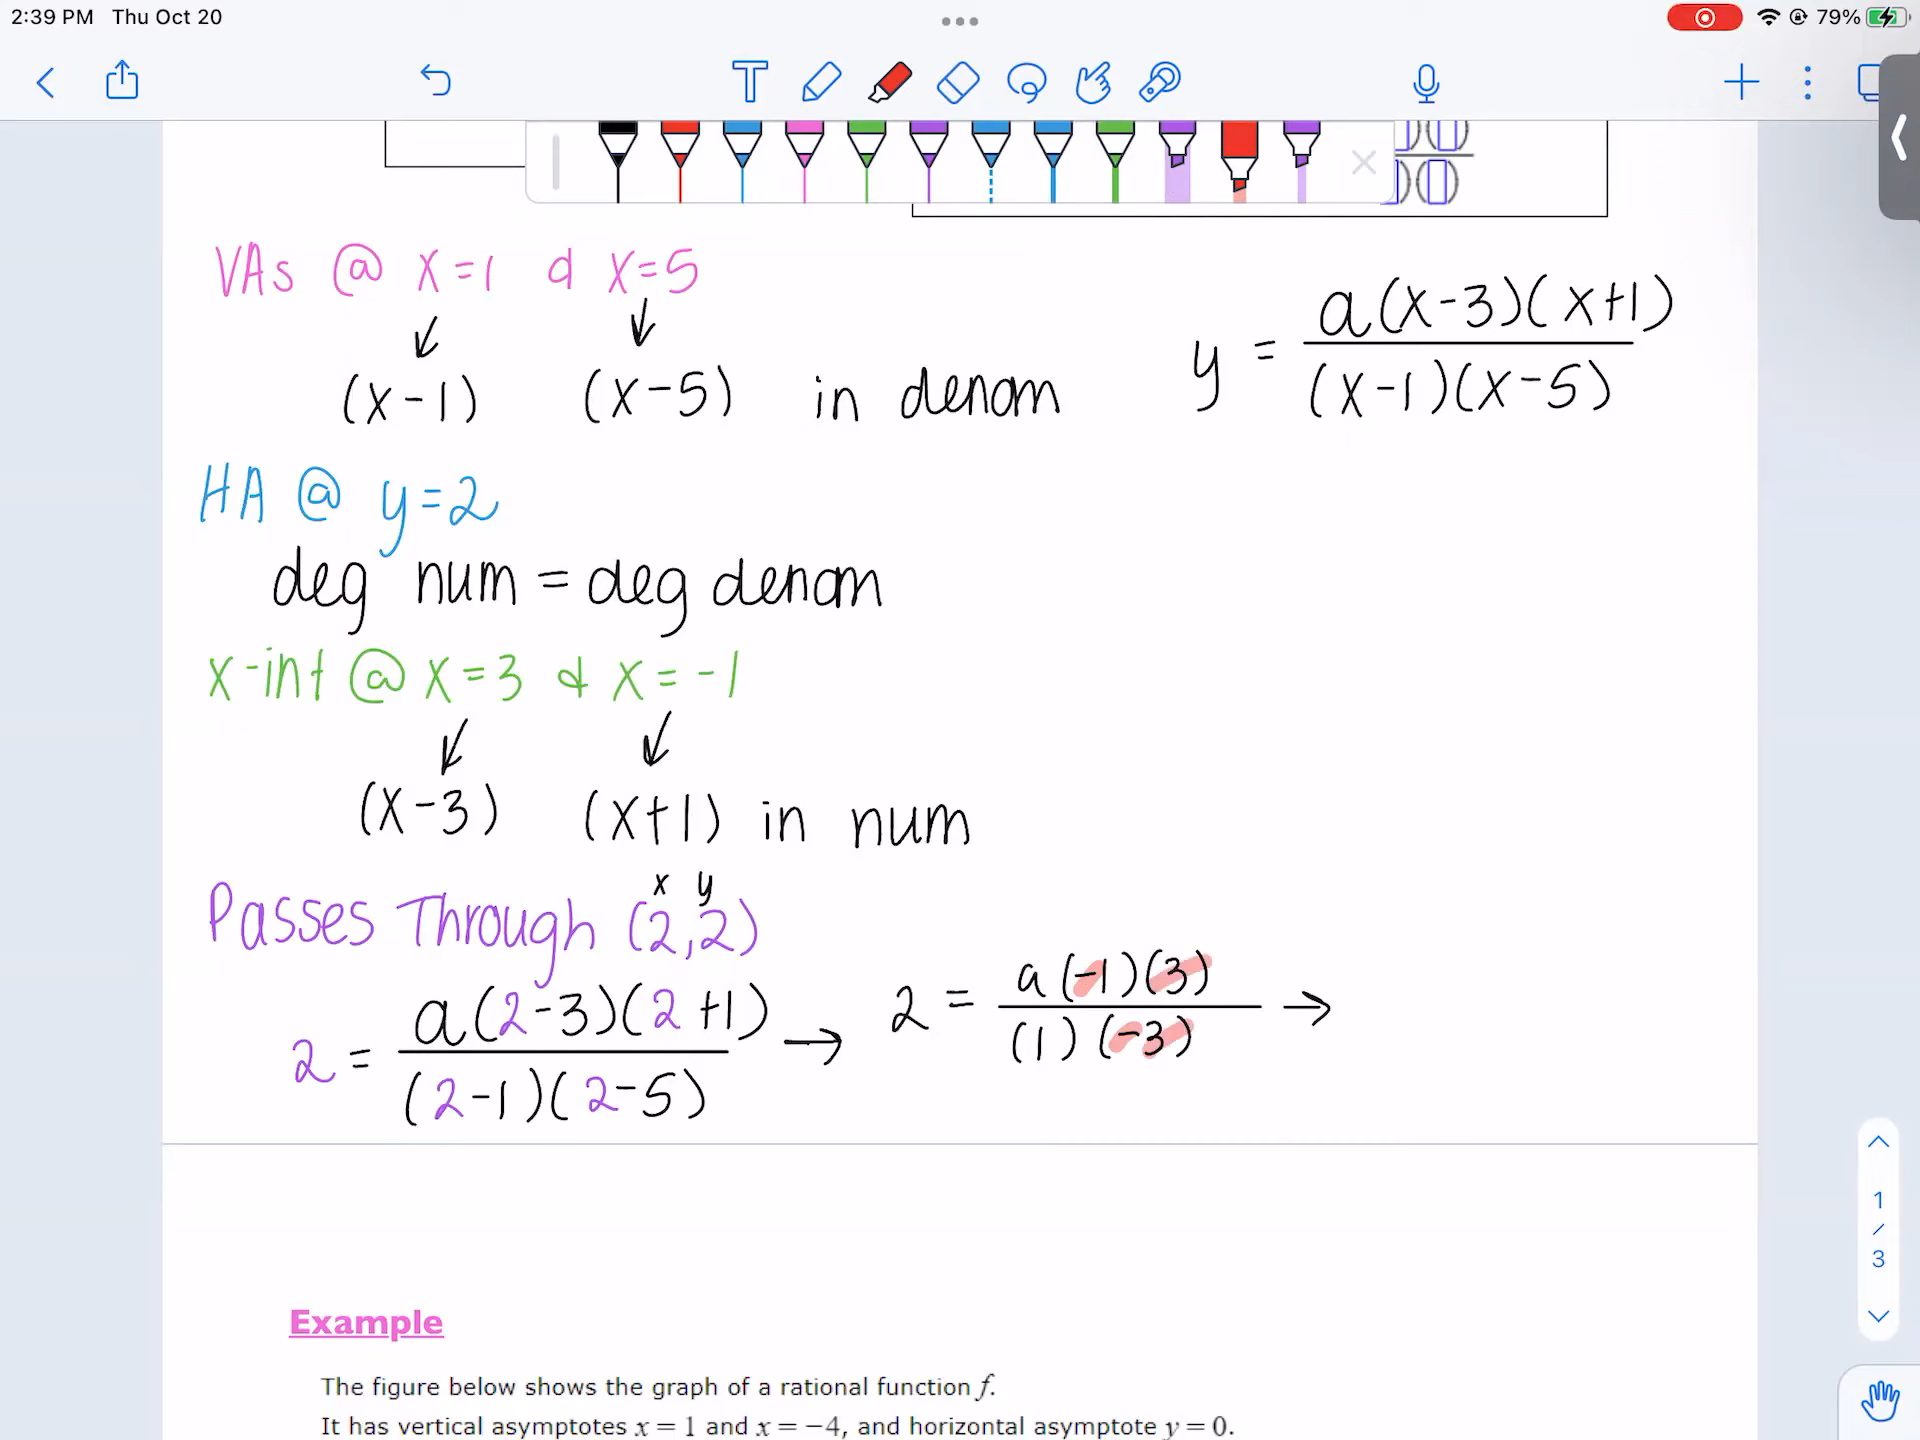 2:39 PM Thu Oct 20
79%
T
VAs @ x=1 & x=5
(x-1) (x-5) in denom
y = a(x-3)(x+1)
(x-1)(x-5)
HA @ y=2
deg num = deg denom
x-int @ x=3 & x=-1
(x-3) (x+1) in num
x y
Passes Through (2,2)
2 = a(2-3)(2+1)
(2-1)(2-5)
→ 2 = a(-1)(3)
(1)(-3)
→
1
/
3
Example
The figure below shows the graph of a rational function f.
It has vertical asymptotes x = 1 and x = −4, and horizontal asymptote y = 0.